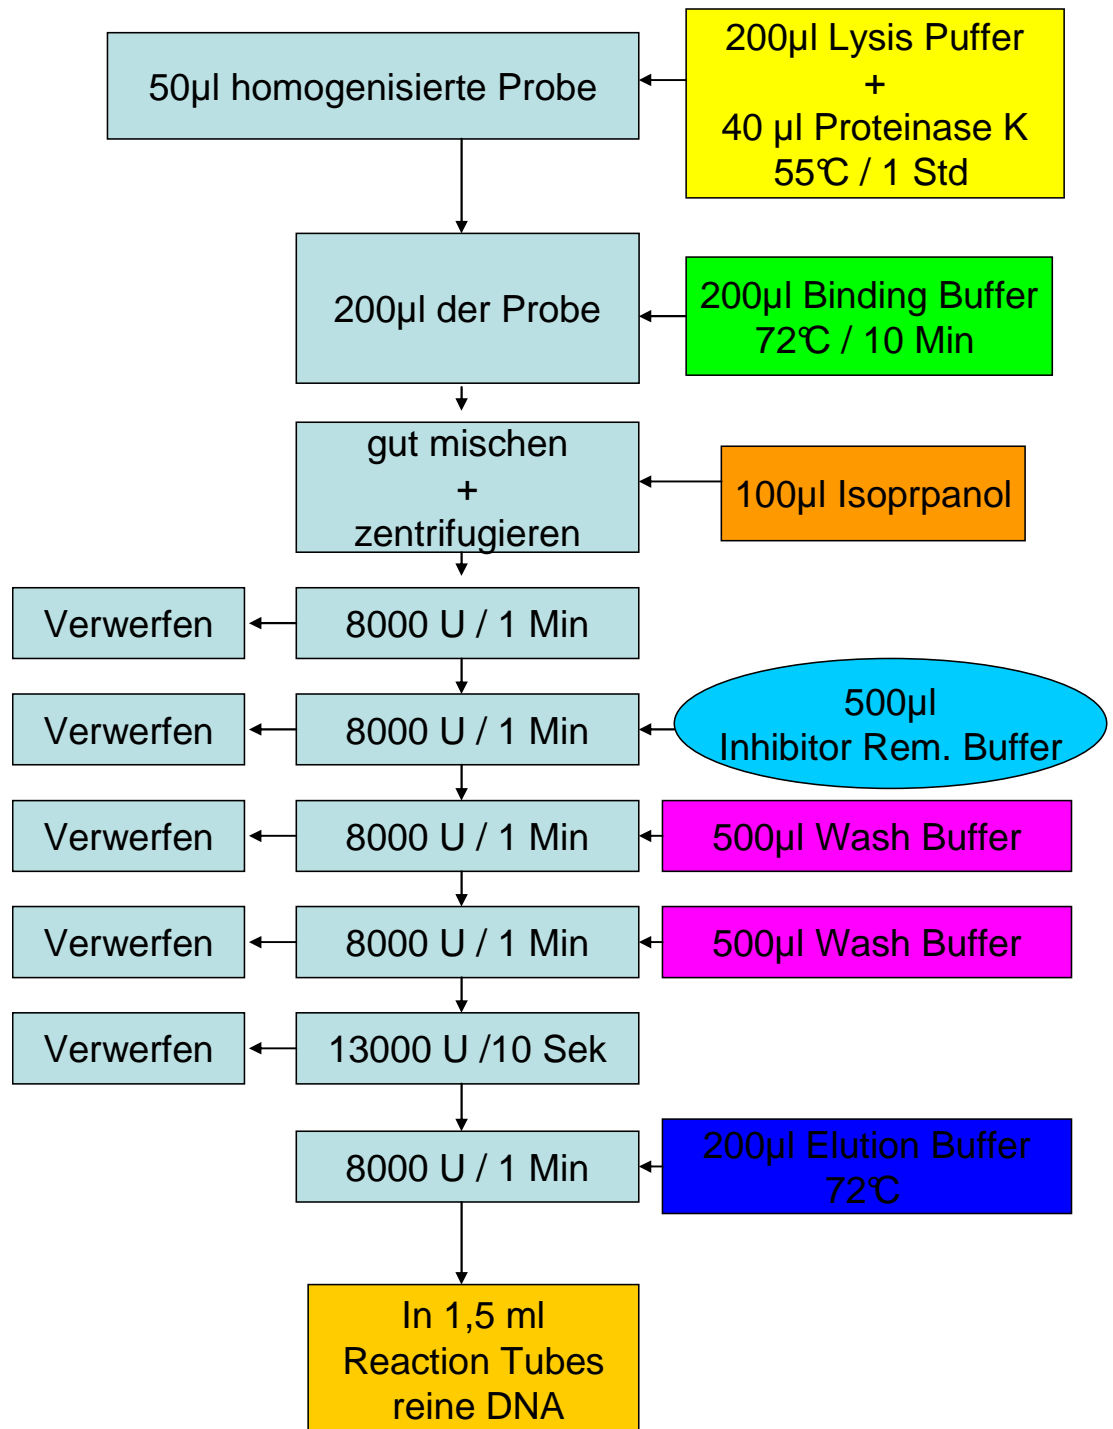 50µl homogenisierte Probe
200µl Lysis Puffer
+
40 µl Proteinase K
55°C / 1 Std
200µl der Probe
200µl Binding Buffer
72°C / 10 Min
gut mischen
+
zentrifugieren
100µl Isoprpanol
Verwerfen
8000 U / 1 Min
Verwerfen
8000 U / 1 Min
500µl
Inhibitor Rem. Buffer
Verwerfen
8000 U / 1 Min
500µl Wash Buffer
Verwerfen
8000 U / 1 Min
500µl Wash Buffer
Verwerfen
13000 U /10 Sek
8000 U / 1 Min
200µl Elution Buffer
72°C
In 1,5 ml
Reaction Tubes
reine DNA